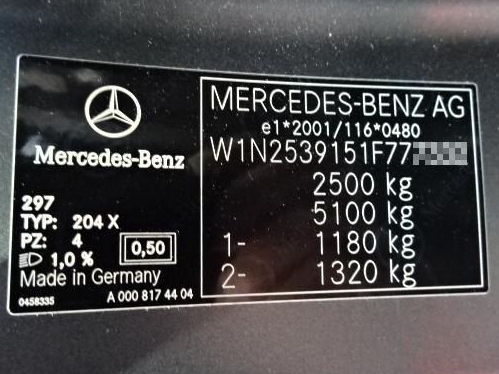 Mercedes-Benz
297
TYP: 204 X
PZ: 4
1,0 %
0,50
Made in Germany
0458335
A 000 817 44 04
MERCEDES-BENZ AG
e1*2001/116*0480
W1N2539151F77
2500 kg
5100 kg
1- 1180 kg
2- 1320 kg